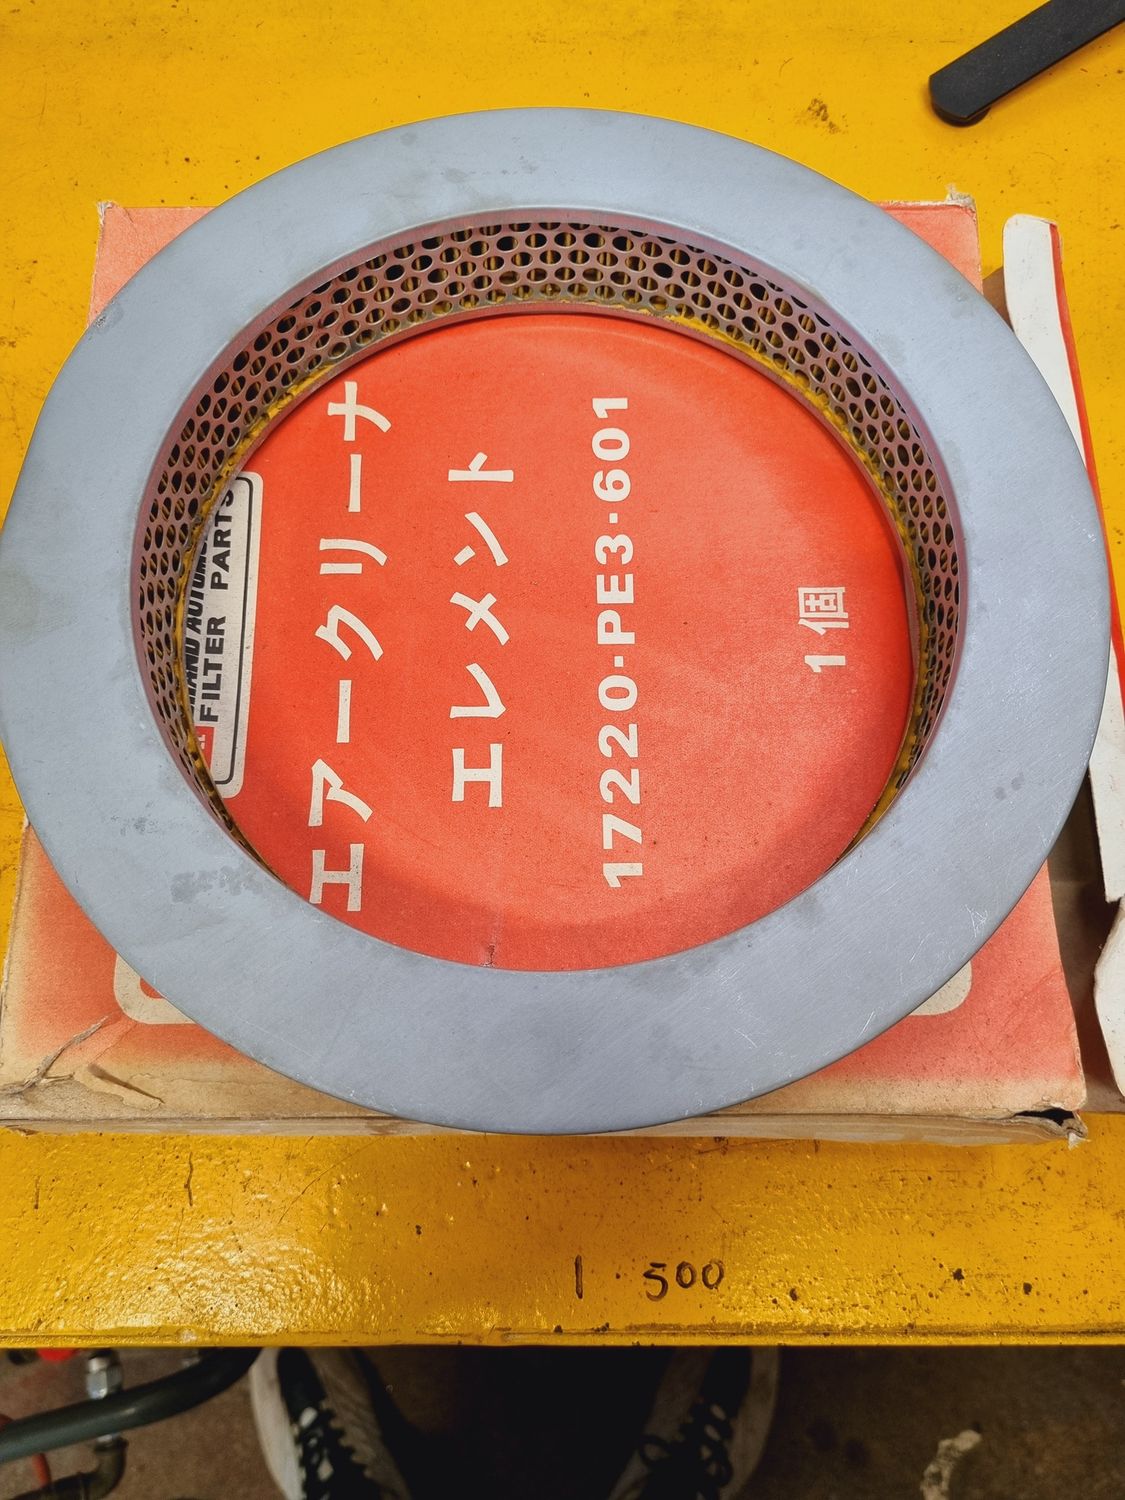 FILTER PARTS
エアークリーナ
エレメント
17220·PE3·601
1個
1 500